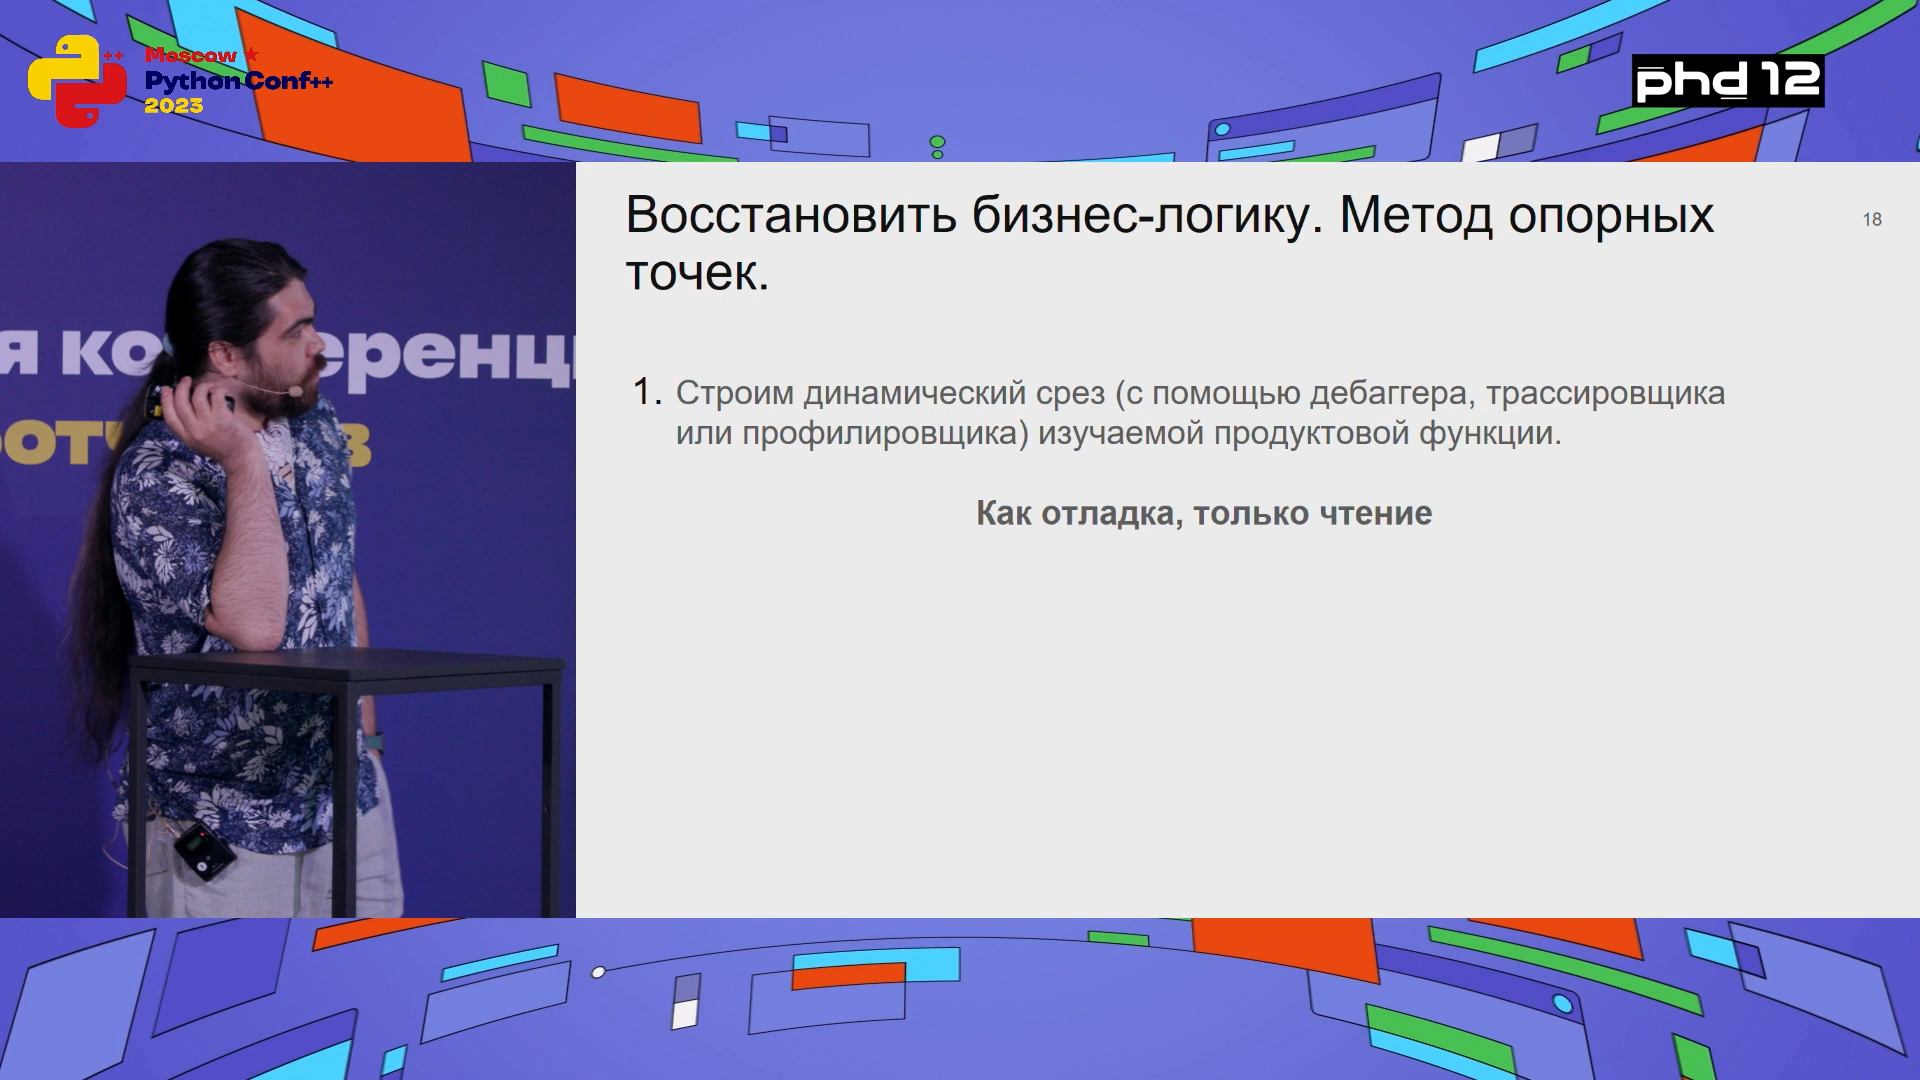 ++
Moscow
Python Conf++
2023
phd 12
Восстановить бизнес-логику. Метод опорных
точек.
18
1. Строим динамический срез (с помощью дебаггера, трассировщика
или профилировщика) изучаемой продуктовой функции.
Как отладка, только чтение